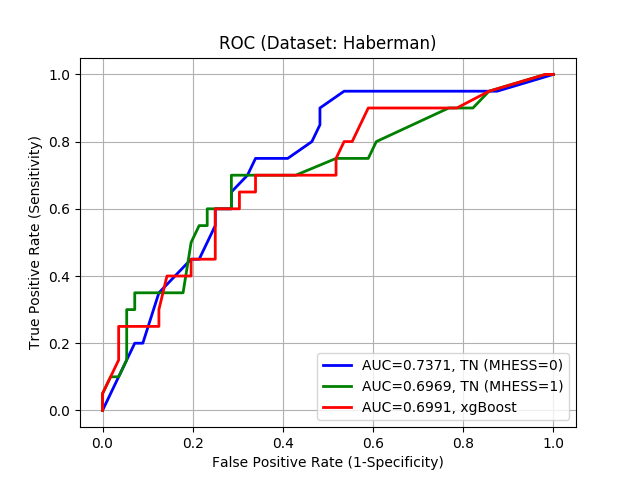 ROC (Dataset: Haberman)
True Positive Rate (Sensitivity)
1.0
0.8
0.6
0.4
0.2
0.0
AUC=0.7371, TN (MHESS=0)
AUC=0.6969, TN (MHESS=1)
AUC=0.6991, xgBoost
0.0 0.2 0.4 0.6 0.8 1.0
False Positive Rate (1-Specificity)